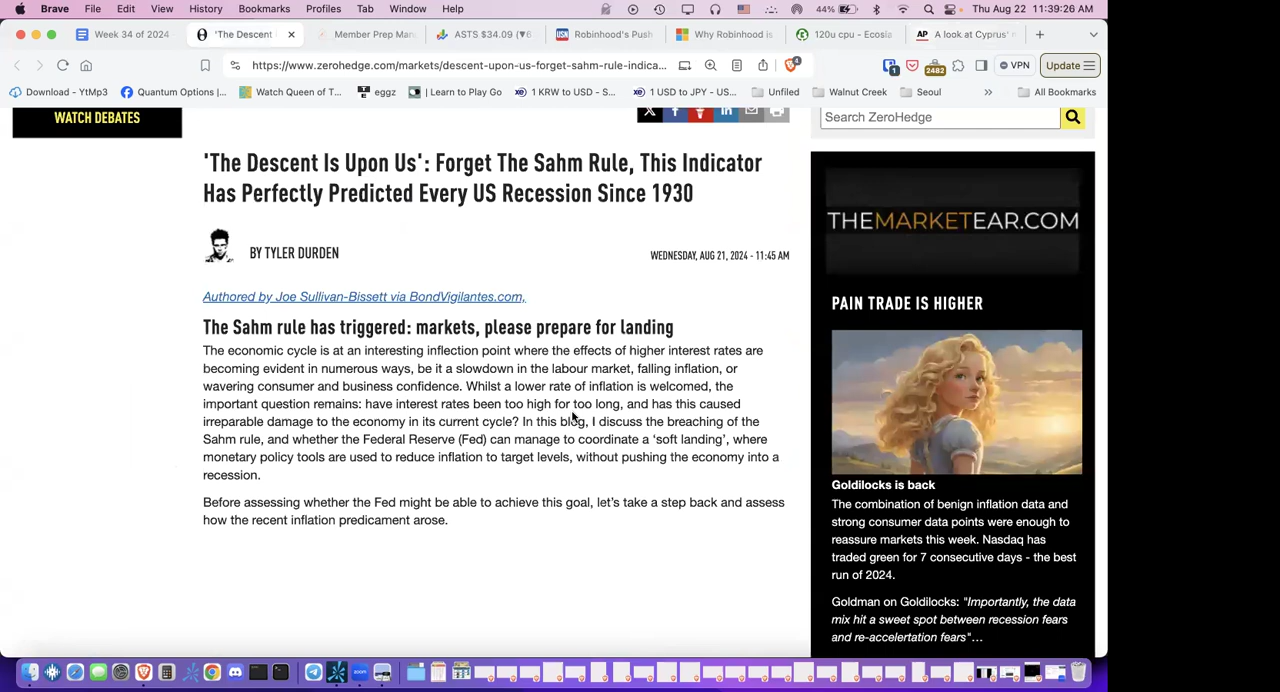 Brave File Edit View History Bookmarks Profiles Tab Window Help 44% Thu Aug 22 11:39:26 AM
Week 34 of 2024 'The Descent Member Prep Man ASTS $34.09 (▼6 Robinhood's Push Why Robinhood is 120u cpu - Ecosia A look at Cyprus'
https://www.zerohedge.com/markets/descent-upon-us-forget-sahm-rule-indica... 4 1 2482 VPN Update
Download - YtMp3 Quantum Options |... Watch Queen of T... eggz | Learn to Play Go 1 KRW to USD - S... 1 USD to JPY - US... Unfiled Walnut Creek Seoul » All Bookmarks
WATCH DEBATES
Search ZeroHedge
'The Descent Is Upon Us': Forget The Sahm Rule, This Indicator
Has Perfectly Predicted Every US Recession Since 1930
BY TYLER DURDEN
WEDNESDAY, AUG 21, 2024 - 11:45 AM
Authored by Joe Sullivan-Bissett via BondVigilantes.com,
The Sahm rule has triggered: markets, please prepare for landing
The economic cycle is at an interesting inflection point where the effects of higher interest rates are
becoming evident in numerous ways, be it a slowdown in the labour market, falling inflation, or
wavering consumer and business confidence. Whilst a lower rate of inflation is welcomed, the
important question remains: have interest rates been too high for too long, and has this caused
irreparable damage to the economy in its current cycle? In this blog, I discuss the breaching of the
Sahm rule, and whether the Federal Reserve (Fed) can manage to coordinate a ‘soft landing’, where
monetary policy tools are used to reduce inflation to target levels, without pushing the economy into a
recession.
Before assessing whether the Fed might be able to achieve this goal, let’s take a step back and assess
how the recent inflation predicament arose.
THEMARKETEAR.COM
PAIN TRADE IS HIGHER
Goldilocks is back
The combination of benign inflation data and
strong consumer data points were enough to
reassure markets this week. Nasdaq has
traded green for 7 consecutive days - the best
run of 2024.
Goldman on Goldilocks: "Importantly, the data
mix hit a sweet spot between recession fears
and re-accelertation fears"...